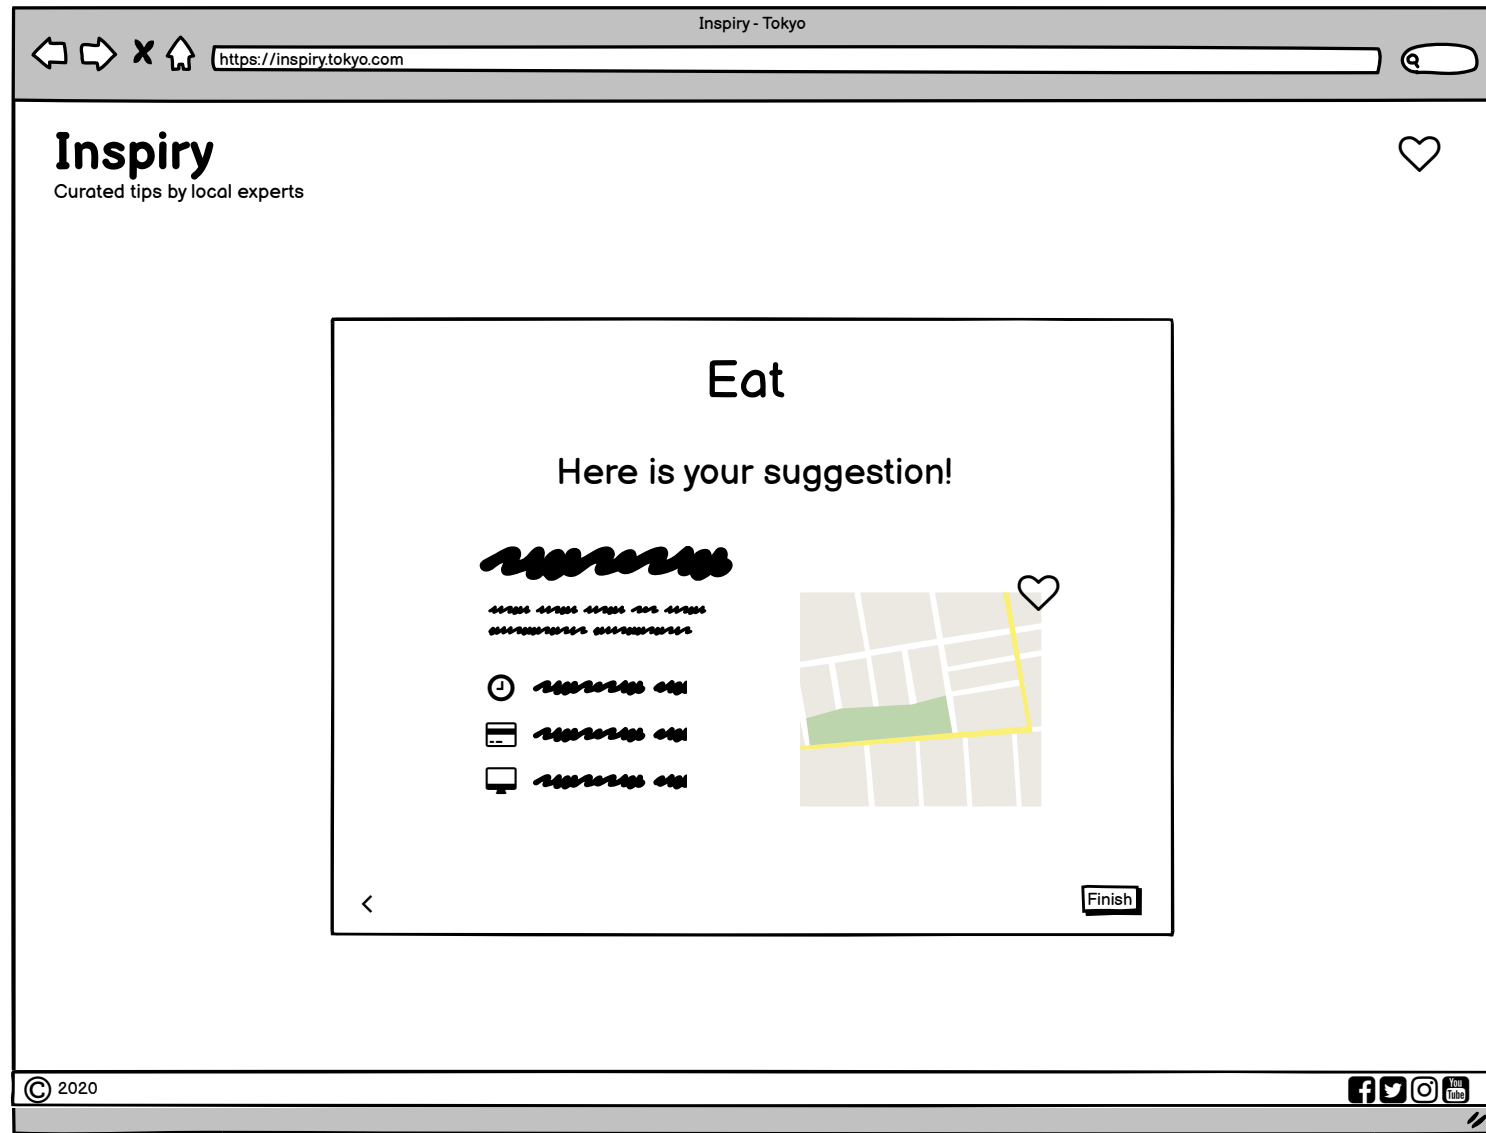 Inspiry - Tokyo
https://inspiry.tokyo.com
Inspiry
Curated tips by local experts
Eat
Here is your suggestion!
Finish
© 2020
You
Tube